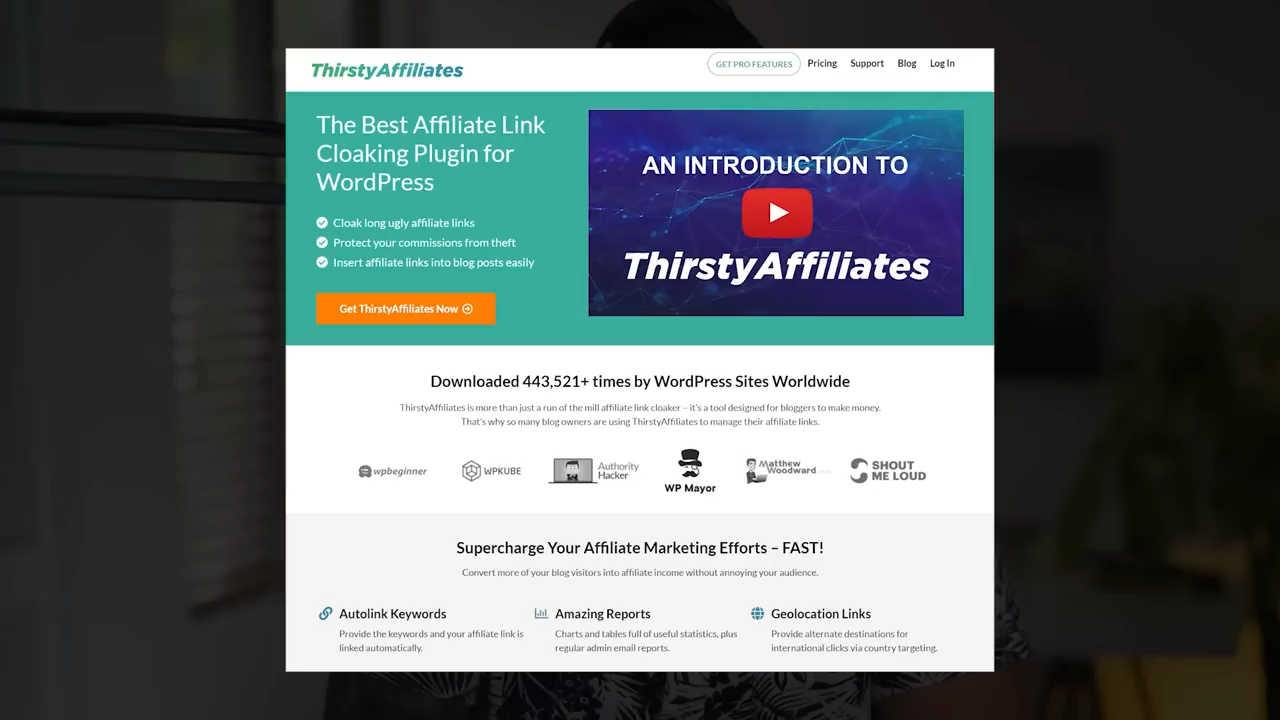 ThirstyAffiliates
GET PRO FEATURES Pricing Support Blog Log In
The Best Affiliate Link
Cloaking Plugin for
WordPress
Cloak long ugly affiliate links
Protect your commissions from theft
Insert affiliate links into blog posts easily
Get ThirstyAffiliates Now
AN INTRODUCTION TO
ThirstyAffiliates
Downloaded 443,521+ times by WordPress Sites Worldwide
ThirstyAffiliates is more than just a run of the mill affiliate link cloaker – it's a tool designed for bloggers to make money.
That's why so many blog owners are using ThirstyAffiliates to manage their affiliate links.
wpbeginner
WPKUBE
Authority
Hacker
WP Mayor
Matthew
Woodward
SHOUT
ME LOUD
Supercharge Your Affiliate Marketing Efforts – FAST!
Convert more of your blog visitors into affiliate income without annoying your audience.
Autolink Keywords
Provide the keywords and your affiliate link is
linked automatically.
Amazing Reports
Charts and tables full of useful statistics, plus
regular admin email reports.
Geolocation Links
Provide alternate destinations for
international clicks via country targeting.